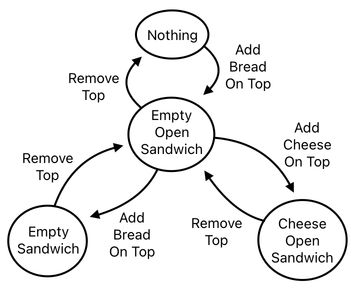 Nothing
Add
Bread
On Top
Remove
Top
Empty
Open
Sandwich
Add
Cheese
On Top
Remove
Top
Empty
Sandwich
Add
Bread
On Top
Remove
Top
Cheese
Open
Sandwich